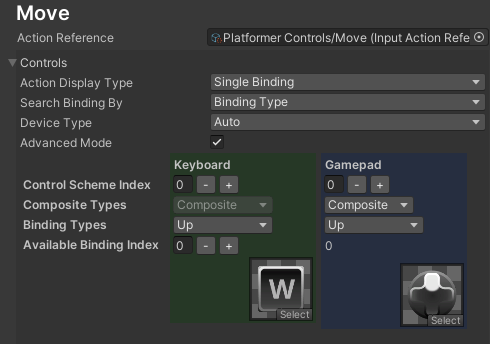 Move
Action Reference Platformer Controls/Move (Input Action Refe
Controls
Action Display Type Single Binding
Search Binding By Binding Type
Device Type Auto
Advanced Mode
Keyboard Gamepad
Control Scheme Index 0 - + 0 - +
Composite Types Composite Composite
Binding Types Up Up
Available Binding Index 0 - + 0
W
Select Select